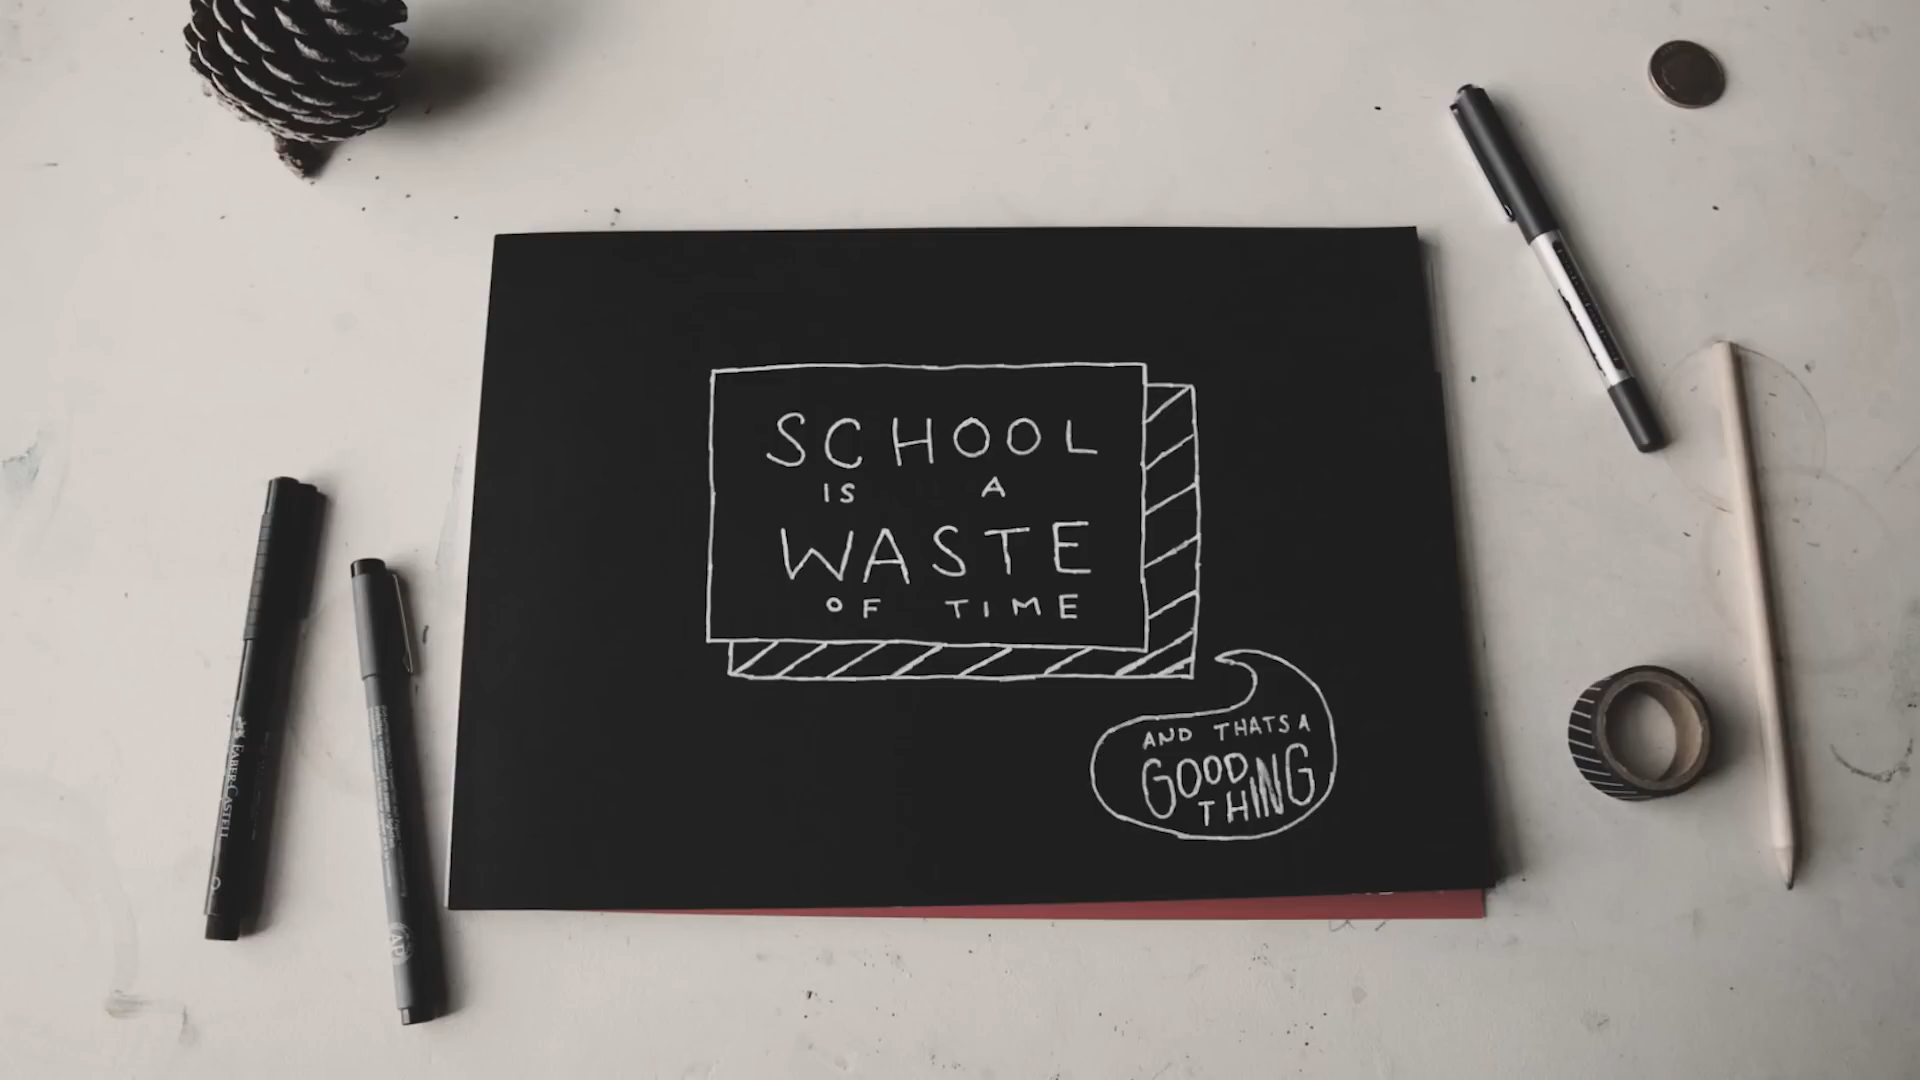 SCHOOL
IS A
WASTE
OF TIME
AND THATS A
GOOD
THING
FABER-CASTELL